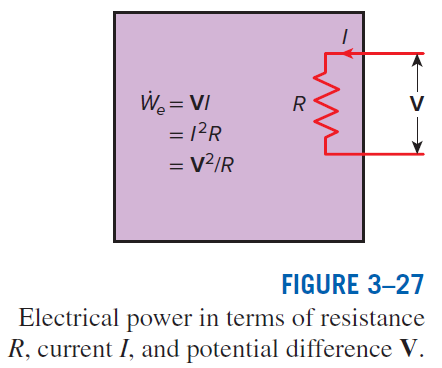 I
Ẇe = VI
= I²R
= V²/R
R
V
FIGURE 3–27
Electrical power in terms of resistance
R, current I, and potential difference V.